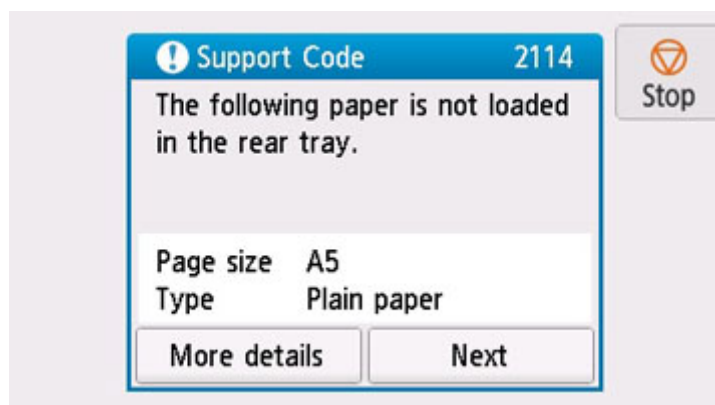 Support Code 2114
Stop
The following paper is not loaded
in the rear tray.
Page size A5
Type Plain paper
More details Next